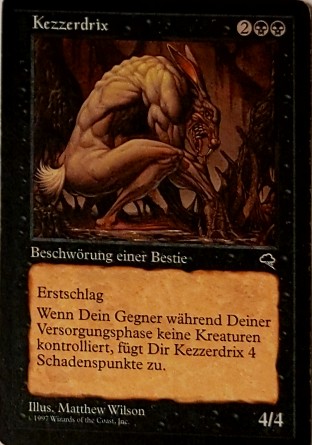 Kezzerdrix 2
Beschwörung einer Bestie
Erstschlag
Wenn Dein Gegner während Deiner
Versorgungsphase keine Kreaturen
kontrolliert, fügt Dir Kezzerdrix 4
Schadenspunkte zu.
Illus. Matthew Wilson
© 1997 Wizards of the Coast, Inc.
4/4